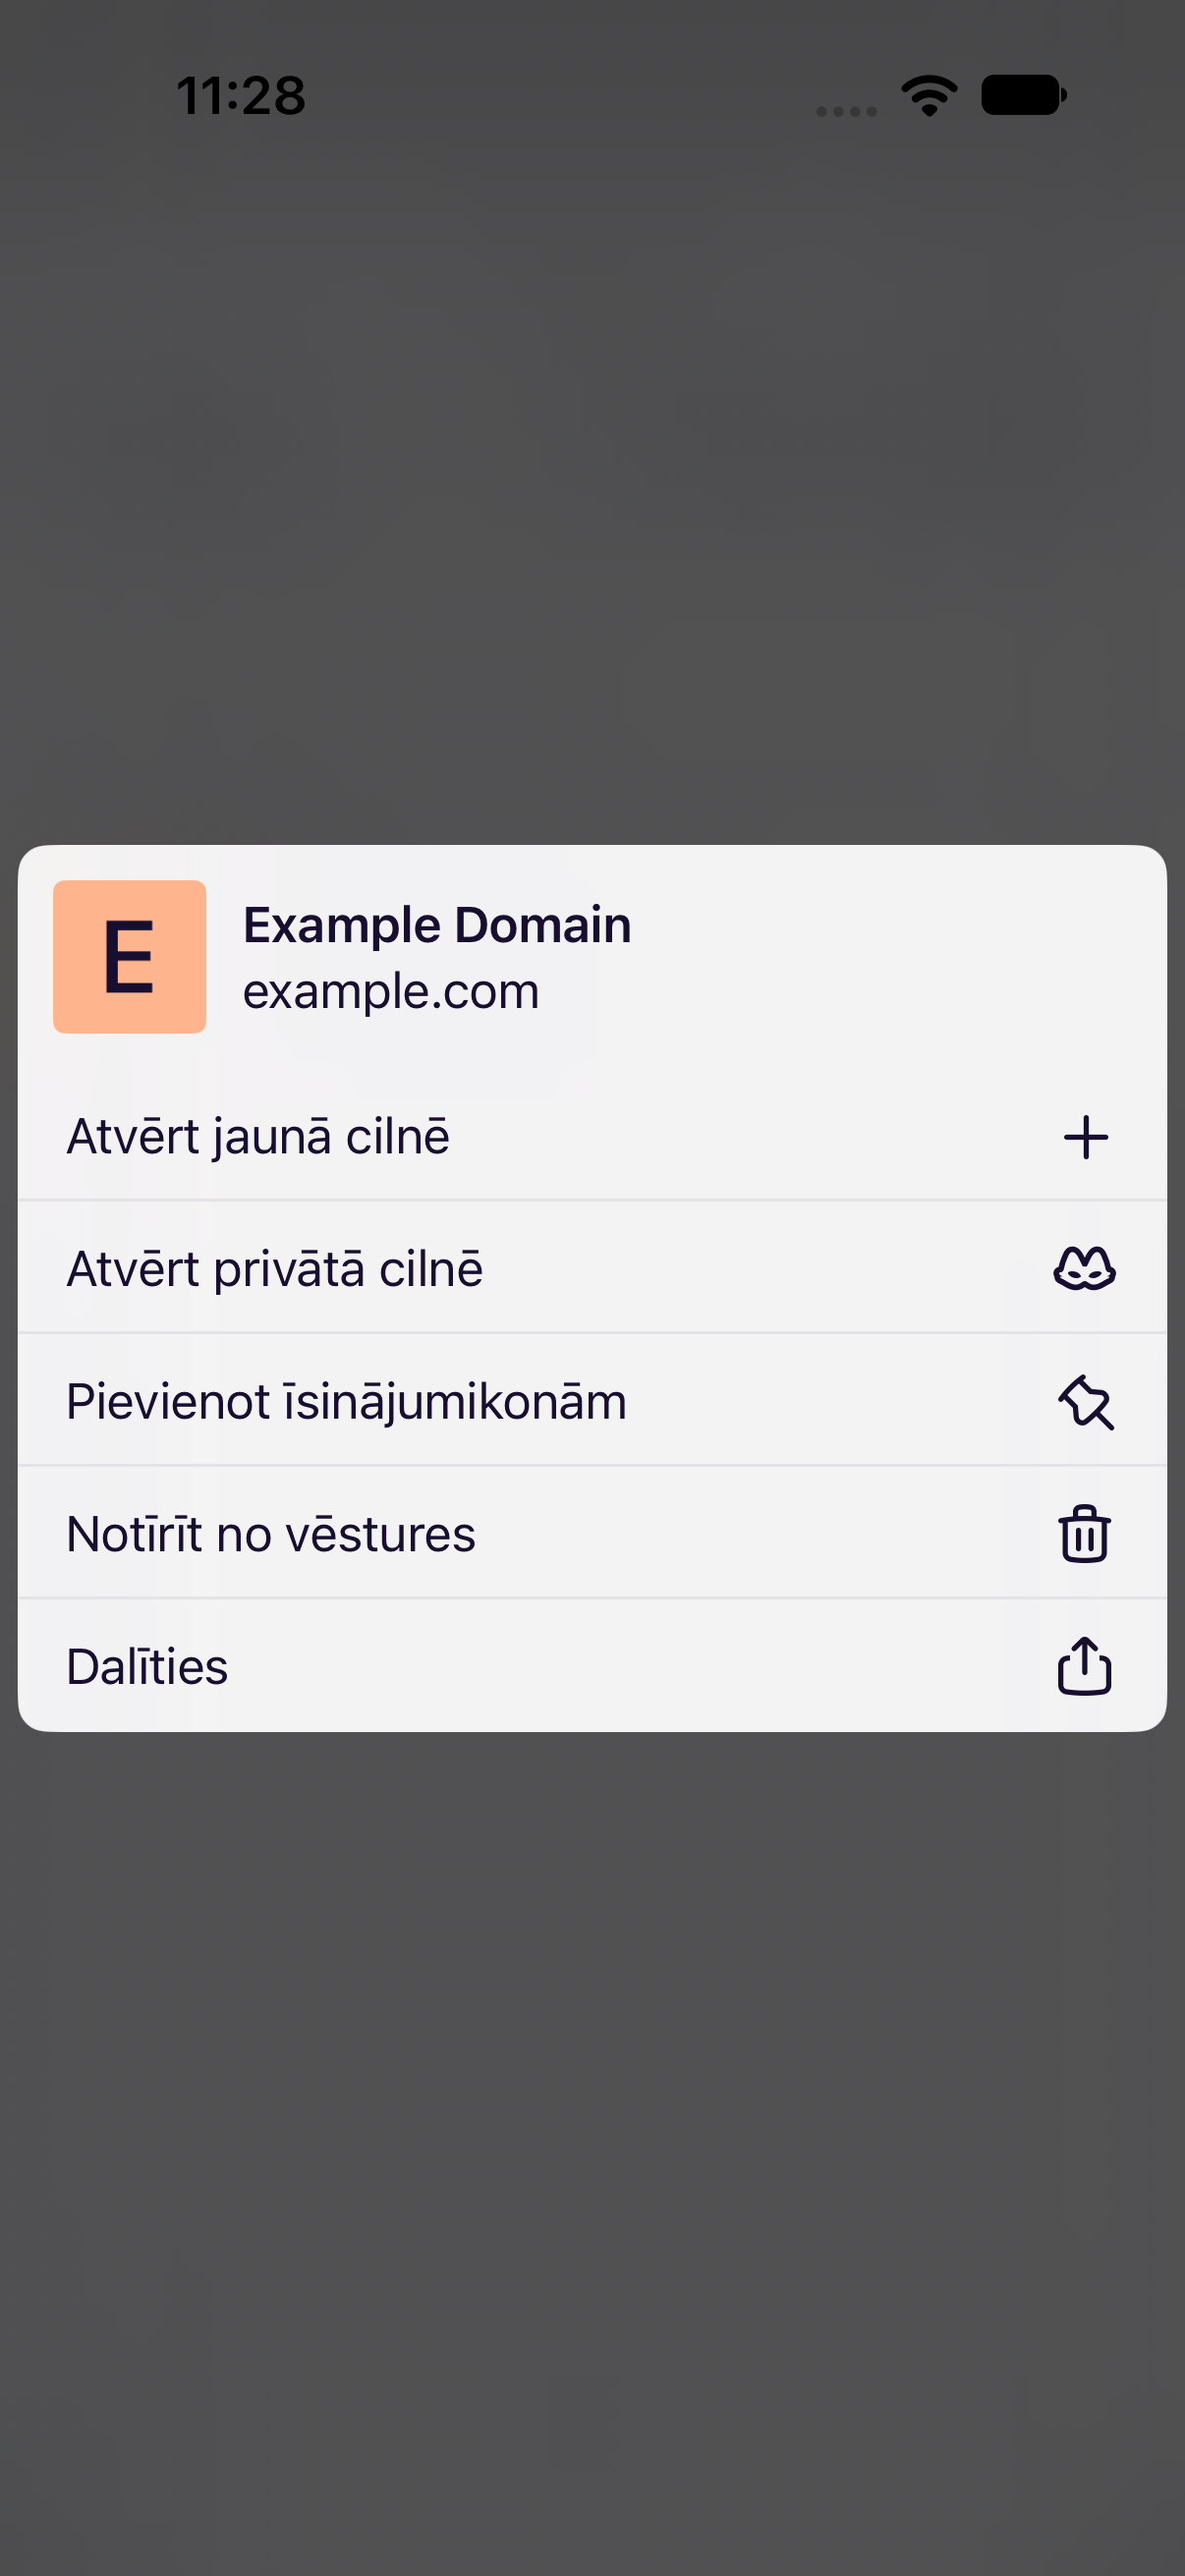 11:28
E
Example Domain
example.com
Atvērt jaunā cilnē
Atvērt privātā cilnē
Pievienot īsinājumikonām
Notīrīt no vēstures
Dalīties